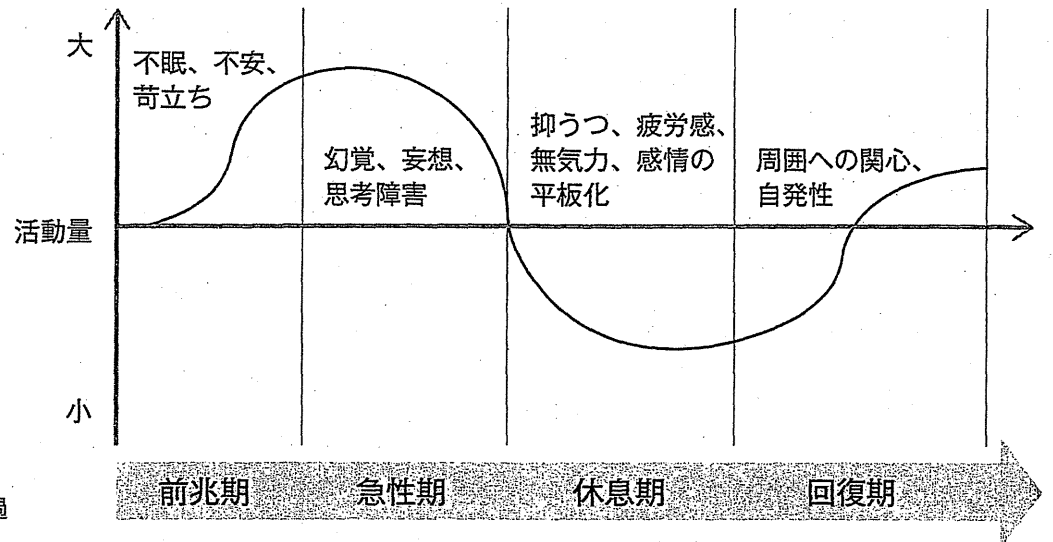 大
不眠、不安、
苛立ち
幻覚、妄想、
思考障害
抑うつ、疲労感、
無気力、感情の
平板化
周囲への関心、
自発性
活動量
小
前兆期
急性期
休息期
回復期